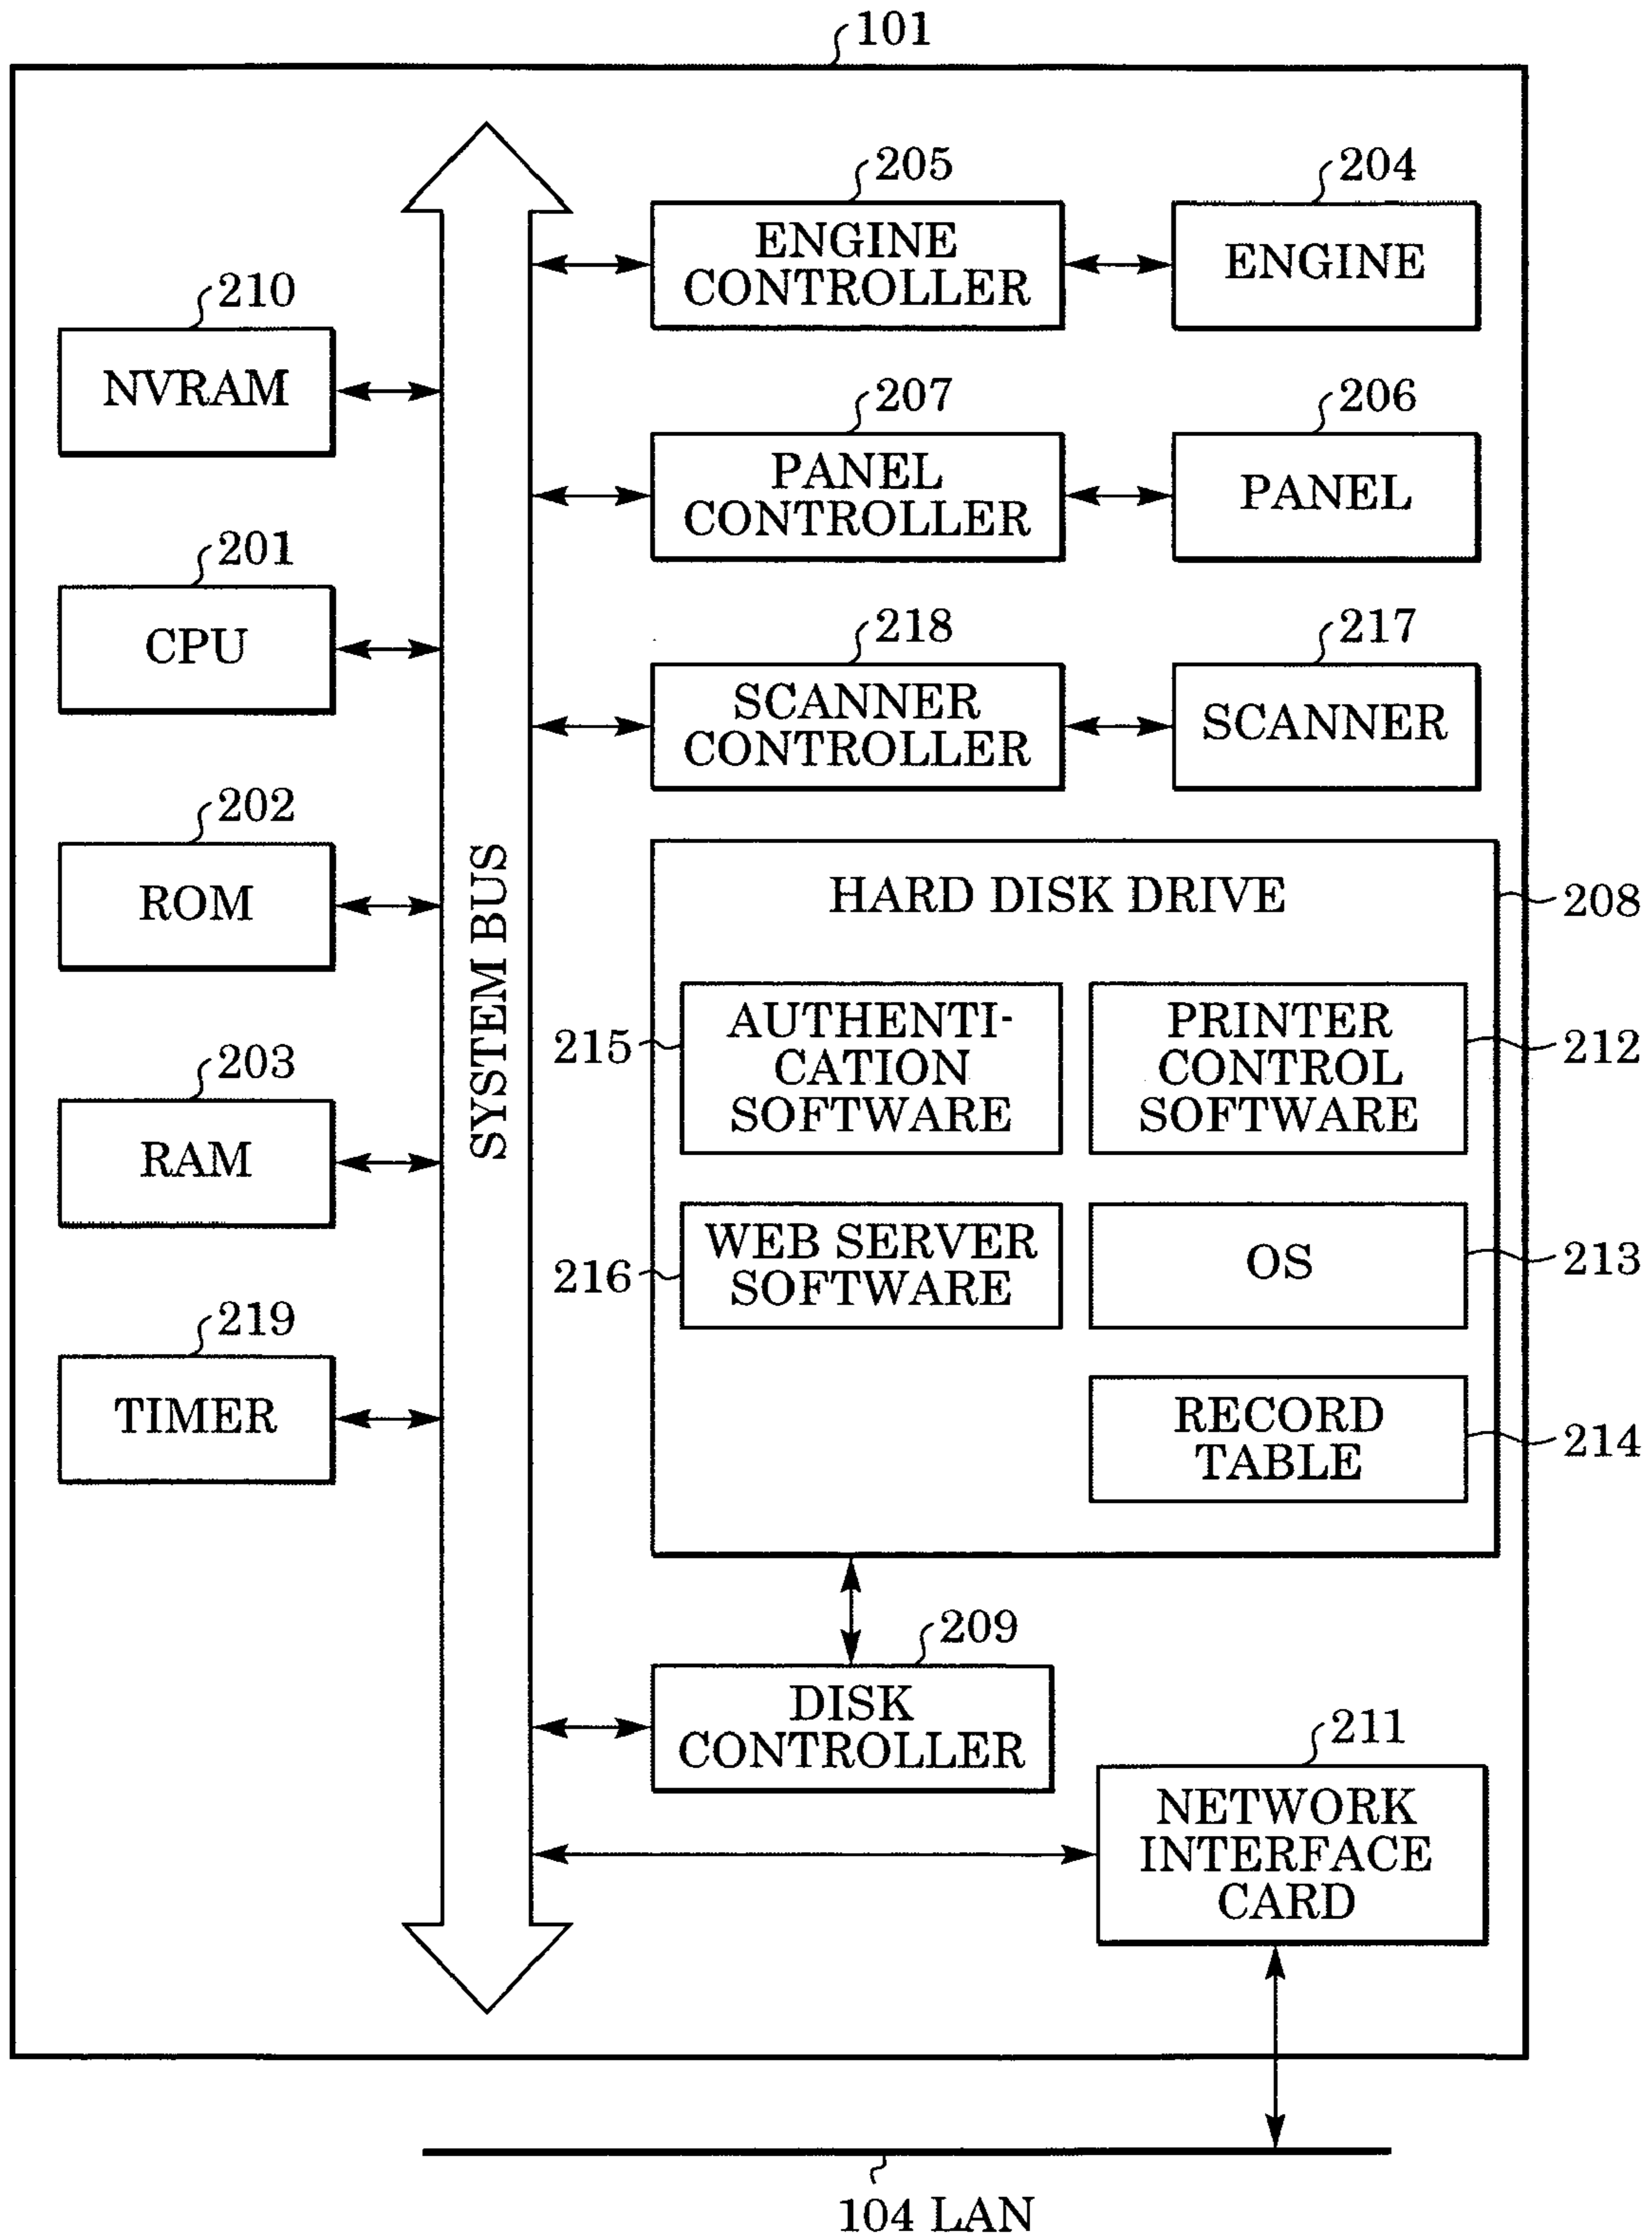 101
205
ENGINE
CONTROLLER
204
ENGINE
210
NVRAM
207
PANEL
CONTROLLER
206
PANEL
201
CPU
218
SCANNER
CONTROLLER
217
SCANNER
202
ROM
SYSTEM BUS
HARD DISK DRIVE
208
215
AUTHENTI-
CATION
SOFTWARE
PRINTER
CONTROL
SOFTWARE
212
203
RAM
216
WEB SERVER
SOFTWARE
OS
213
219
TIMER
RECORD
TABLE
214
209
DISK
CONTROLLER
211
NETWORK
INTERFACE
CARD
104 LAN